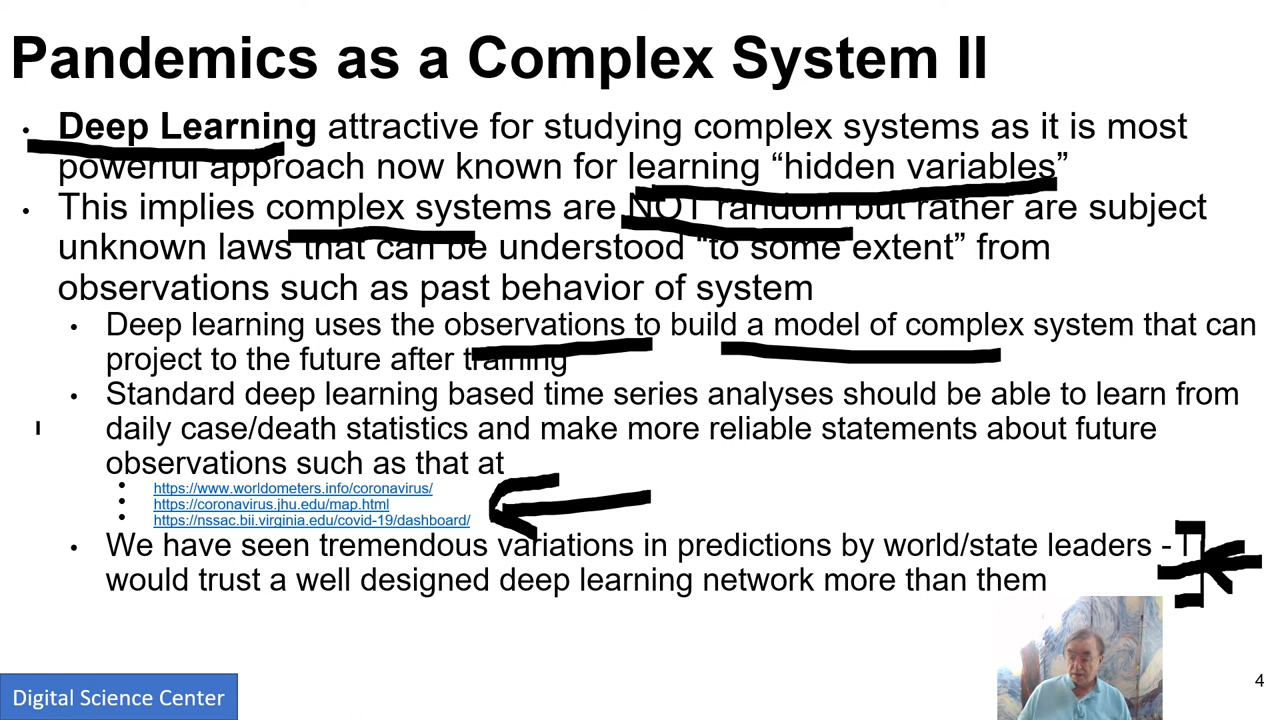 Pandemics as a Complex System II
• Deep Learning attractive for studying complex systems as it is most
powerful approach now known for learning “hidden variables”
• This implies complex systems are NOT random but rather are subject
unknown laws that can be understood “to some extent” from
observations such as past behavior of system
• Deep learning uses the observations to build a model of complex system that can
project to the future after training
• Standard deep learning based time series analyses should be able to learn from
daily case/death statistics and make more reliable statements about future
observations such as that at
• https://www.worldometers.info/coronavirus/
• https://coronavirus.jhu.edu/map.html
• https://nssac.bii.virginia.edu/covid-19/dashboard/
• We have seen tremendous variations in predictions by world/state leaders - I
would trust a well designed deep learning network more than them
Digital Science Center
4